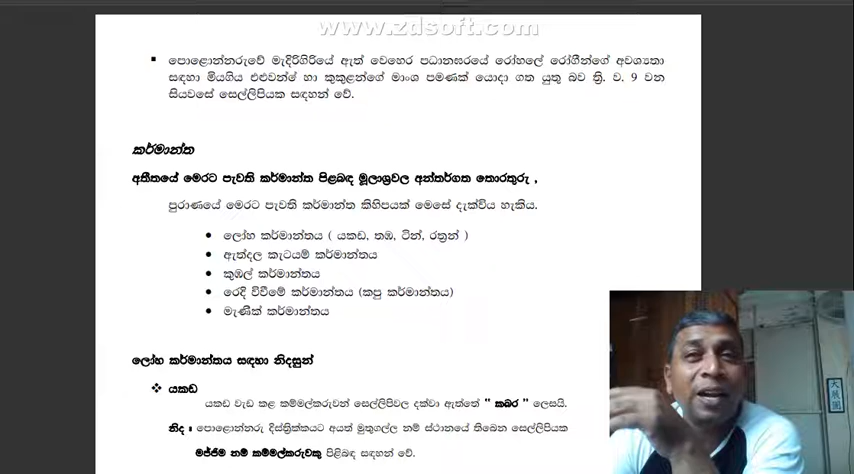 www.zdsoft.com
▪ පොළොන්නරුවේ මැදිරිගිරියේ ඇත් වෙහෙර පධානඝරයේ රෝහලේ රෝගීන්ගේ අවශ්‍යතා
සඳහා මියගිය එළුවන්ගේ හා කුකුළන්ගේ මාංශ පමණක් යොදා ගත යුතු බව ක්‍රි. ව. 9 වන
සියවසේ සෙල්ලිපියක සඳහන් වේ.
කර්මාන්ත
අතීතයේ මෙරට පැවති කර්මාන්ත පිළබඳ මූලාශ්‍රවල අන්තර්ගත තොරතුරු ,
පුරාණයේ මෙරට පැවති කර්මාන්ත කිහිපයක් මෙසේ දැක්විය හැකිය.
● ලෝහ කර්මාන්තය ( යකඩ, තඹ, ටින්, රත්‍රන් )
● ඇත්දල කැටයම් කර්මාන්තය
● කුඹල් කර්මාන්තය
● රෙදි විවීමේ කර්මාන්තය (කපු කර්මාන්තය)
● මැණික් කර්මාන්තය
ලෝහ කර්මාන්තය සඳහා නිදසුන්
❖ යකඩ
යකඩ වැඩ කළ කම්මල්කරුවන් සෙල්ලිපිවල දක්වා ඇත්තේ " කබර " ලෙසයි.
නිද : පොළොන්නරු දිස්ත්‍රික්කයට අයත් මුතුගල්ල නම් ස්ථානයේ තිබෙන සෙල්ලිපියක
මජ්ඣිම නම් කම්මල්කරුවකු පිළිබඳ සඳහන් වේ.